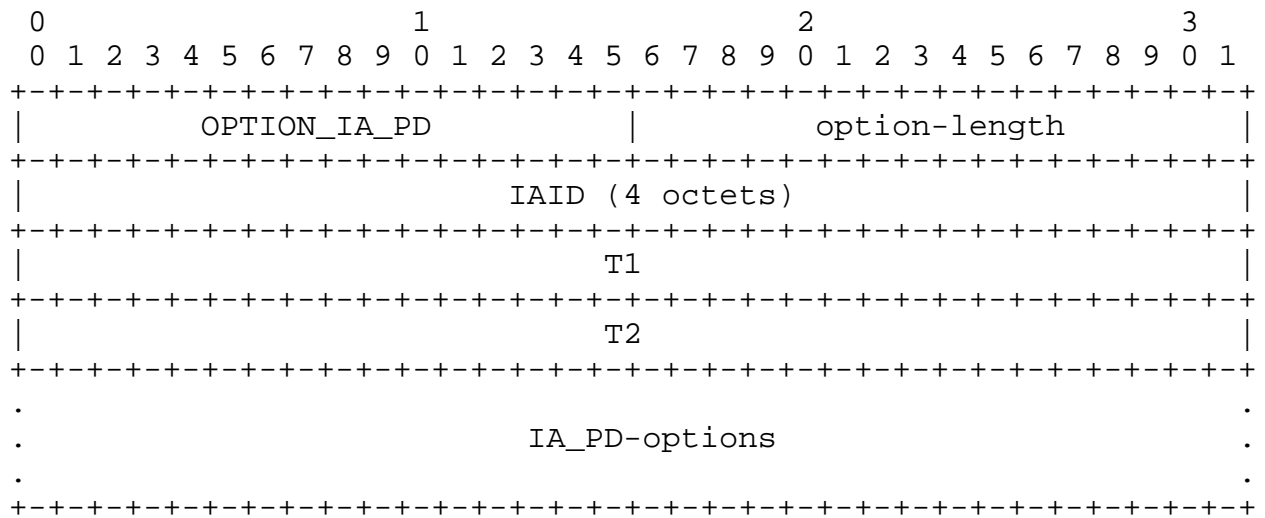 0                   1                   2                   3
 0 1 2 3 4 5 6 7 8 9 0 1 2 3 4 5 6 7 8 9 0 1 2 3 4 5 6 7 8 9 0 1
+-+-+-+-+-+-+-+-+-+-+-+-+-+-+-+-+-+-+-+-+-+-+-+-+-+-+-+-+-+-+-+-+
|         OPTION_IA_PD          |         option-length         |
+-+-+-+-+-+-+-+-+-+-+-+-+-+-+-+-+-+-+-+-+-+-+-+-+-+-+-+-+-+-+-+-+
|                         IAID (4 octets)                       |
+-+-+-+-+-+-+-+-+-+-+-+-+-+-+-+-+-+-+-+-+-+-+-+-+-+-+-+-+-+-+-+-+
|                              T1                               |
+-+-+-+-+-+-+-+-+-+-+-+-+-+-+-+-+-+-+-+-+-+-+-+-+-+-+-+-+-+-+-+-+
|                              T2                               |
+-+-+-+-+-+-+-+-+-+-+-+-+-+-+-+-+-+-+-+-+-+-+-+-+-+-+-+-+-+-+-+-+
.                                                               .
.                          IA_PD-options                        .
.                                                               .
+-+-+-+-+-+-+-+-+-+-+-+-+-+-+-+-+-+-+-+-+-+-+-+-+-+-+-+-+-+-+-+-+